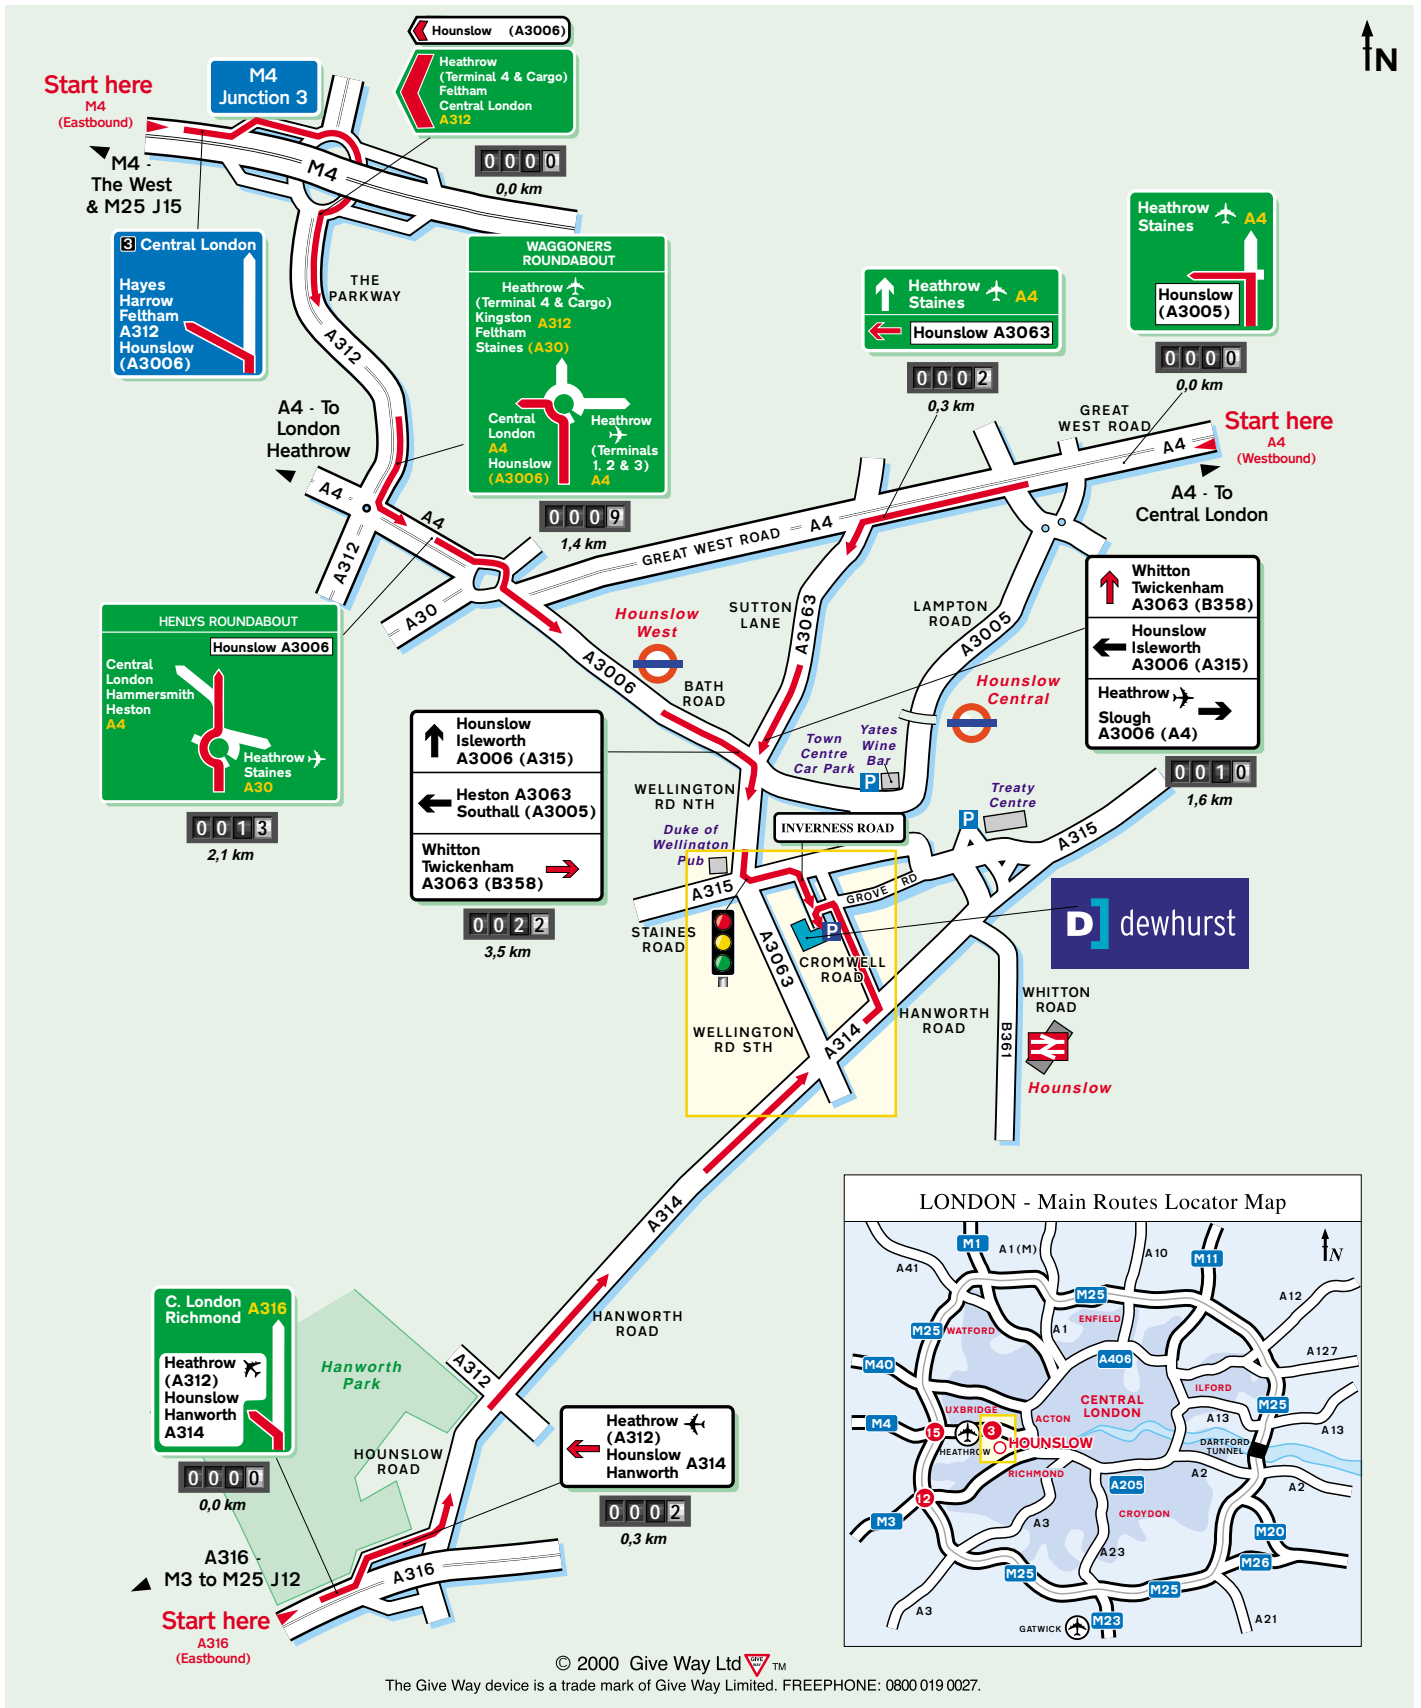 Hounslow (A3006)
Heathrow
(Terminal 4 & Cargo)
Feltham
Central London
A312
0000
0,0 km
N
Start here
M4
(Eastbound)
M4
Junction 3
M4 -
The West
& M25 J15
M4
3 Central London
Hayes
Harrow
Feltham
A312
Hounslow
(A3006)
THE
PARKWAY
A312
WAGGONERS
ROUNDABOUT
Heathrow
(Terminal 4 & Cargo)
Kingston A312
Feltham
Staines (A30)
Central
London
A4
Hounslow
(A3006)
Heathrow
(Terminals
1, 2 & 3)
A4
0009
1,4 km
Heathrow
Staines A4
Hounslow A3063
0002
0,3 km
Heathrow
Staines A4
Hounslow
(A3005)
0000
0,0 km
GREAT
WEST ROAD
A4
Start here
A4
(Westbound)
A4 - To
Central London
A4 - To
London
Heathrow
A4
A4
A312
A30
GREAT WEST ROAD
A4
HENLYS ROUNDABOUT
Hounslow A3006
Central
London
Hammersmith
Heston
A4
Heathrow
Staines
A30
0013
2,1 km
Hounslow
West
A3006
BATH
ROAD
SUTTON
LANE
A3063
LAMPTON
ROAD
A3005
Hounslow
Central
Whitton
Twickenham
A3063 (B358)
Hounslow
Isleworth
A3006 (A315)
Heathrow
Slough
A3006 (A4)
0010
1,6 km
Hounslow
Isleworth
A3006 (A315)
Heston A3063
Southall (A3005)
Whitton
Twickenham
A3063 (B358)
0022
3,5 km
Town
Centre
Car Park
P
Yates
Wine
Bar
WELLINGTON
RD NTH
Duke of
Wellington
Pub
INVERNESS ROAD
Treaty
Centre
P
A315
A315
STAINES
ROAD
GROVE RD
P
CROMWELL
ROAD
A3063
D dewhurst
WELLINGTON
RD STH
A314
HANWORTH
ROAD
WHITTON
ROAD
B361
Hounslow
A314
HANWORTH
ROAD
A312
Hanworth
Park
HOUNSLOW
ROAD
C. London
Richmond A316
Heathrow
(A312)
Hounslow
Hanworth
A314
0000
0,0 km
Heathrow
(A312)
Hounslow
Hanworth A314
0002
0,3 km
A316 -
M3 to M25 J12
A316
Start here
A316
(Eastbound)
LONDON - Main Routes Locator Map
N
M1
A1(M)
A10
M11
A41
A12
M25
M25
WATFORD
A1
ENFIELD
A127
M40
A406
ILFORD
M25
UXBRIDGE
CENTRAL
LONDON
A13
A13
M4
15
3
ACTON
HOUNSLOW
HEATHROW
DARTFORD
TUNNEL
RICHMOND
A205
A2
A2
12
M3
A3
CROYDON
M20
A23
M26
M25
M25
A3
M23
A21
GATWICK
© 2000 Give Way Ltd GIVE WAY TM
The Give Way device is a trade mark of Give Way Limited. FREEPHONE: 0800 019 0027.